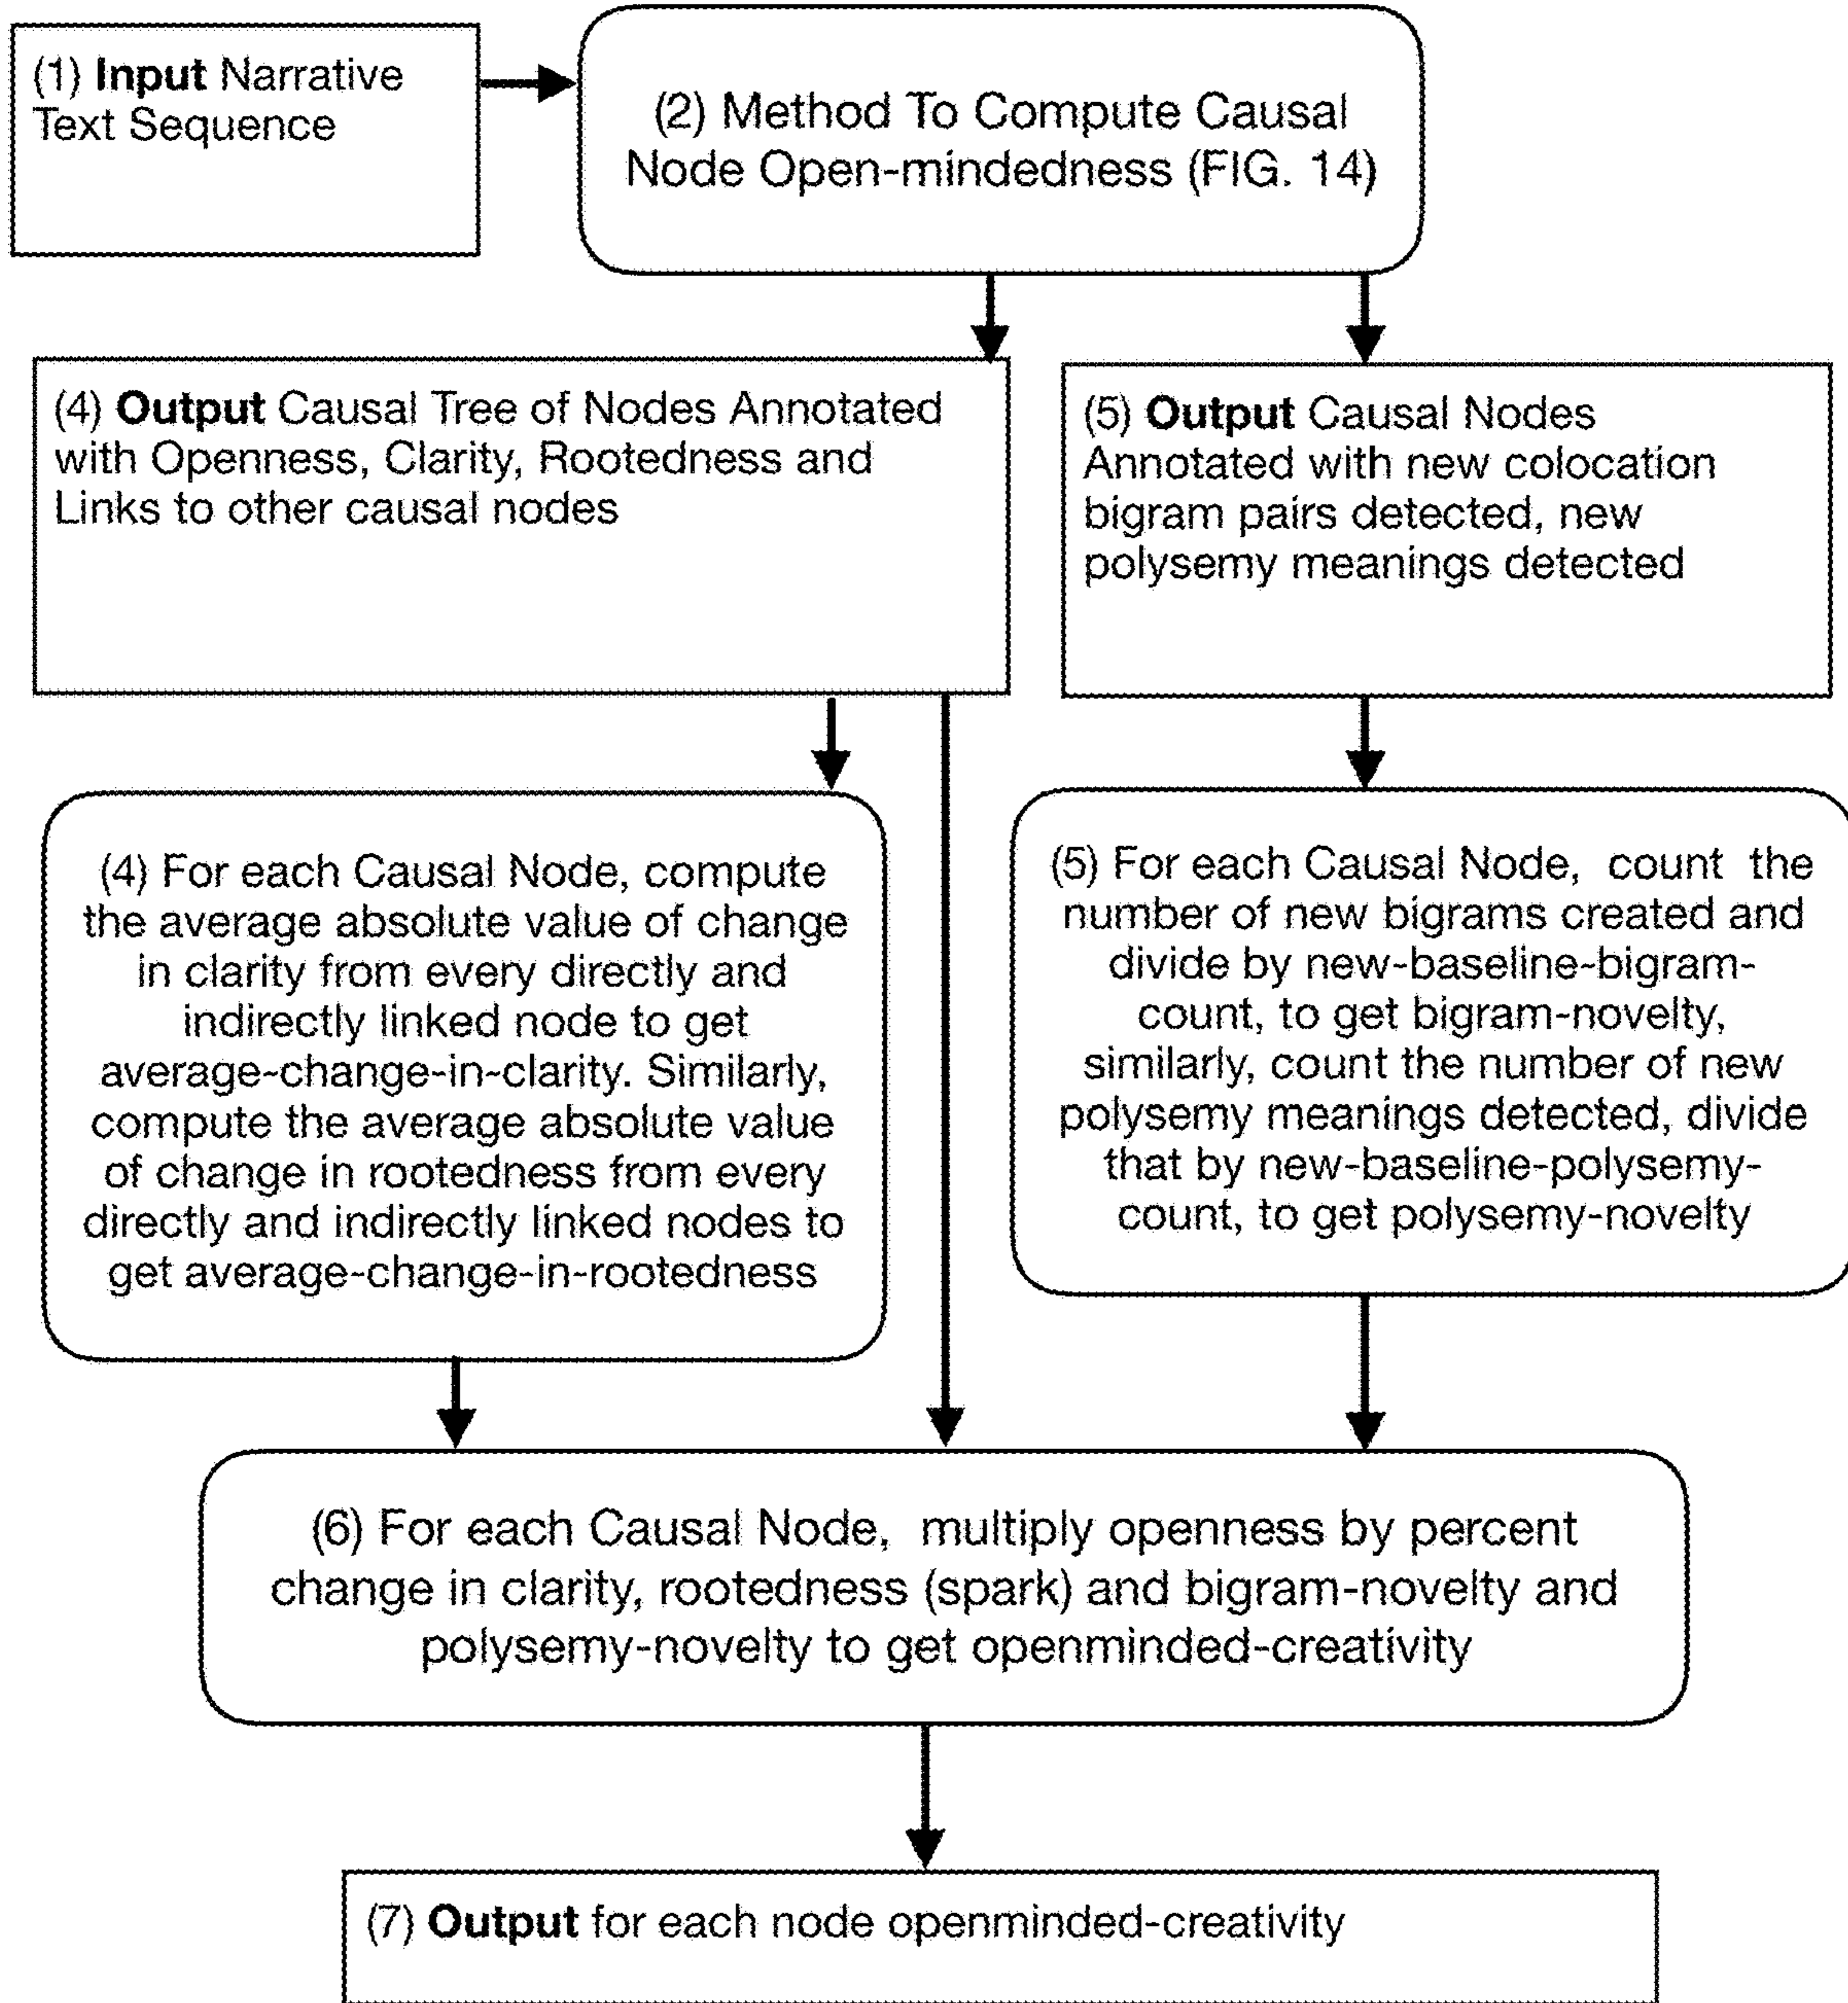 (1) Input Narrative
Text Sequence
(2) Method To Compute Causal
Node Open-mindedness (FIG. 14)
(4) Output Causal Tree of Nodes Annotated
with Openness, Clarity, Rootedness and
Links to other causal nodes
(5) Output Causal Nodes
Annotated with new colocation
bigram pairs detected, new
polysemy meanings detected
(4) For each Causal Node, compute
the average absolute value of change
in clarity from every directly and
indirectly linked node to get
average-change-in-clarity. Similarly,
compute the average absolute value
of change in rootedness from every
directly and indirectly linked nodes to
get average-change-in-rootedness
(5) For each Causal Node, count the
number of new bigrams created and
divide by new-baseline-bigram-
count, to get bigram-novelty,
similarly, count the number of new
polysemy meanings detected, divide
that by new-baseline-polysemy-
count, to get polysemy-novelty
(6) For each Causal Node, multiply openness by percent
change in clarity, rootedness (spark) and bigram-novelty and
polysemy-novelty to get openminded-creativity
(7) Output for each node openminded-creativity